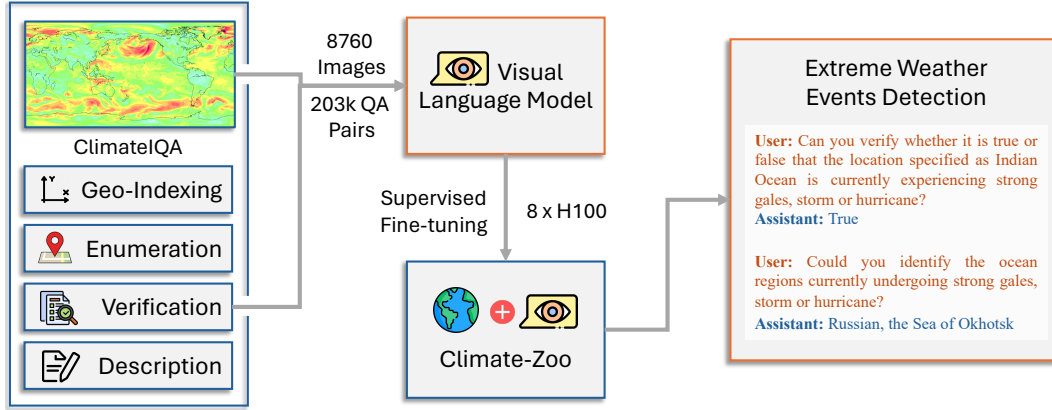 ClimateIQA
Y
X
Geo-Indexing
Enumeration
Verification
Description
8760
Images
203k QA
Pairs
Visual
Language Model
Supervised
Fine-tuning
8 x H100
Climate-Zoo
Extreme Weather
Events Detection
User: Can you verify whether it is true or
false that the location specified as Indian
Ocean is currently experiencing strong
gales, storm or hurricane?
Assistant: True
User: Could you identify the ocean
regions currently undergoing strong gales,
storm or hurricane?
Assistant: Russian, the Sea of Okhotsk